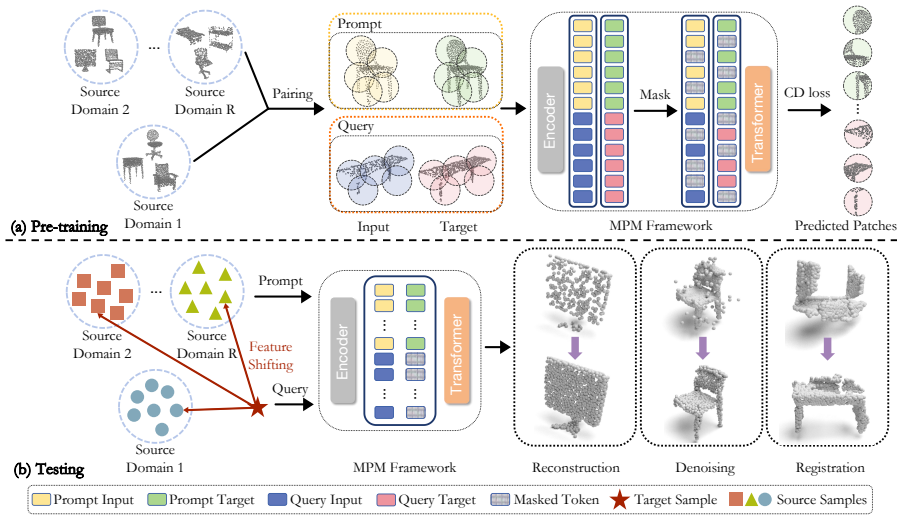 Prompt
Source
Domain 2
...
Source
Domain R
Pairing
Query
Source
Domain 1
Input
Target
Encoder
Mask
Transformer
CD loss
(a) Pre-training
MPM Framework
Predicted Patches
Source
Domain 2
...
Source
Domain R
Prompt
Feature
Shifting
Query
Source
Domain 1
Encoder
Transformer
(b) Testing
MPM Framework
Reconstruction
Denoising
Registration
Prompt Input
Prompt Target
Query Input
Query Target
Masked Token
Target Sample
Source Samples